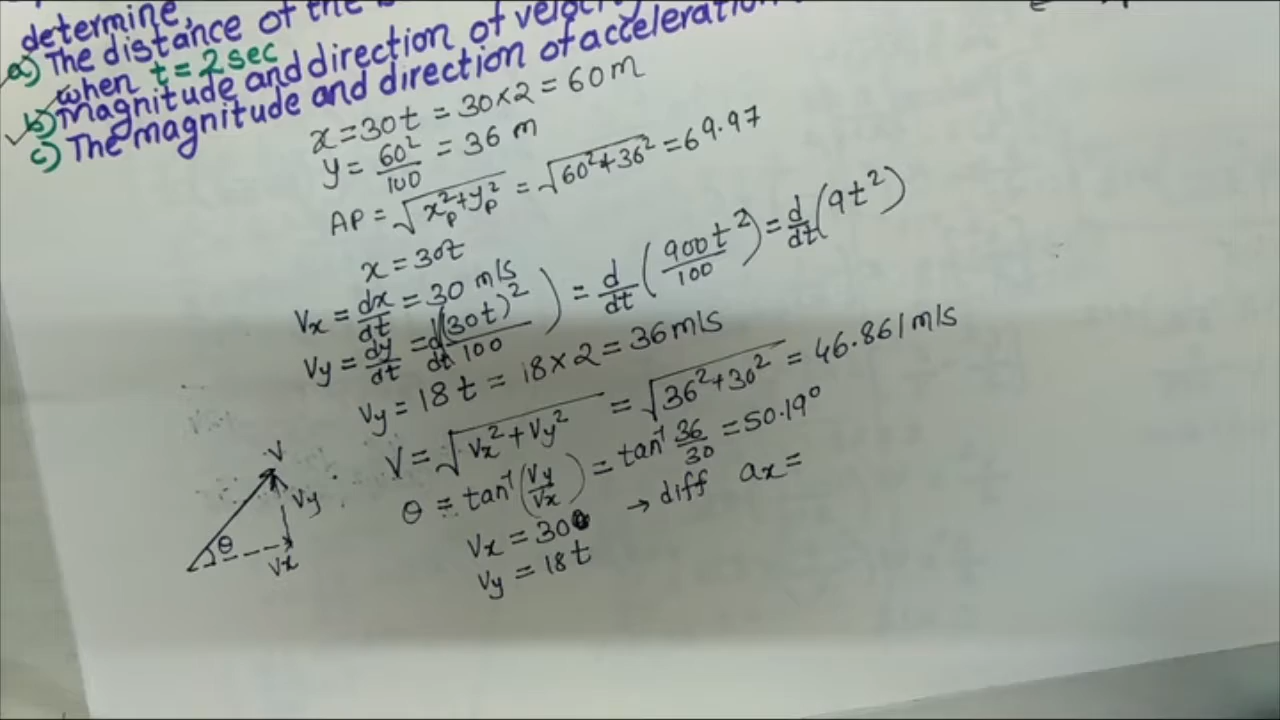 determine,
a) The distance of the
when t = 2 sec
b) Magnitude and direction of velocity
c) The magnitude and direction of acceleration
x = 30t = 30×2 = 60 m
y = 60²/100 = 36 m
AP = √(xp² + yp²) = √(60² + 36²) = 69.97
x = 30t
Vx = dx/dt = 30 m/s
Vy = dy/dt = d/dt((30t)²/100) = d/dt(900t²/100) = d/dt(9t²)
Vy = 18t = 18×2 = 36 m/s
V = √(Vx² + Vy²) = √(36² + 30²) = 46.861 m/s
θ = tan⁻¹(Vy/Vx) = tan⁻¹ 36/30 = 50.19°
Vx = 30 → diff ax =
Vy = 18t
V
Vy
θ
Vx